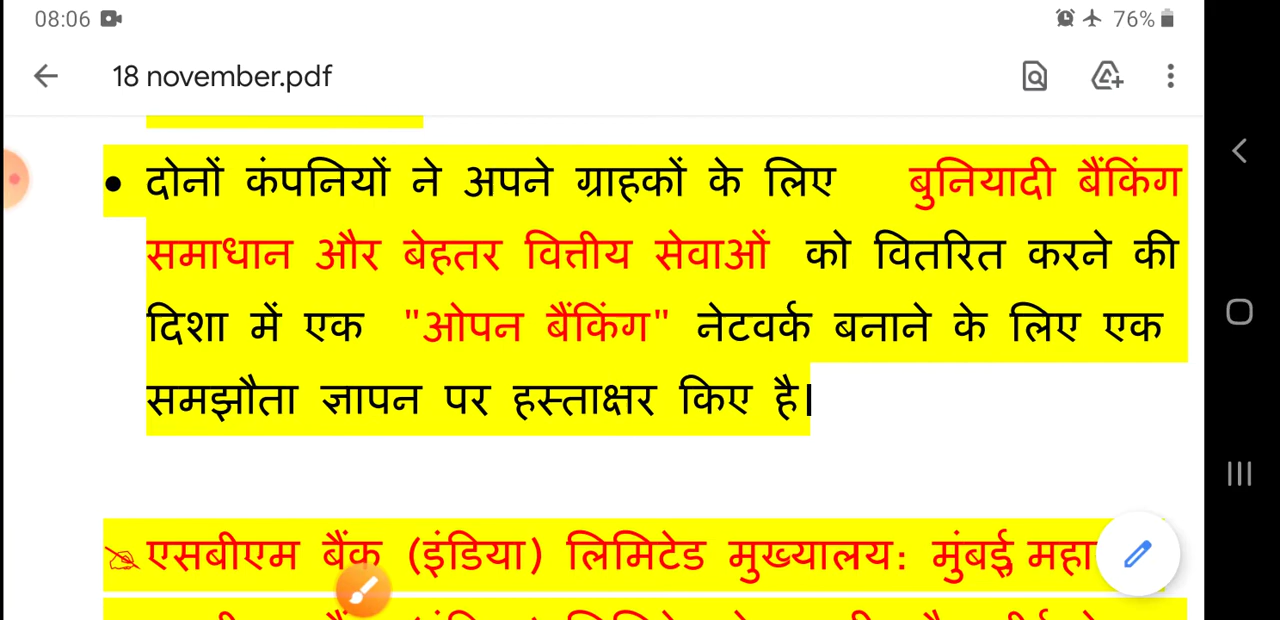 08:06
76%
18 november.pdf
• दोनों कंपनियों ने अपने ग्राहकों के लिए बुनियादी बैंकिंग
समाधान और बेहतर वित्तीय सेवाओं को वितरित करने की
दिशा में एक "ओपन बैंकिंग" नेटवर्क बनाने के लिए एक
समझौता ज्ञापन पर हस्ताक्षर किए है।
एसबीएम बैंक (इंडिया) लिमिटेड मुख्यालय: मुंबई महा